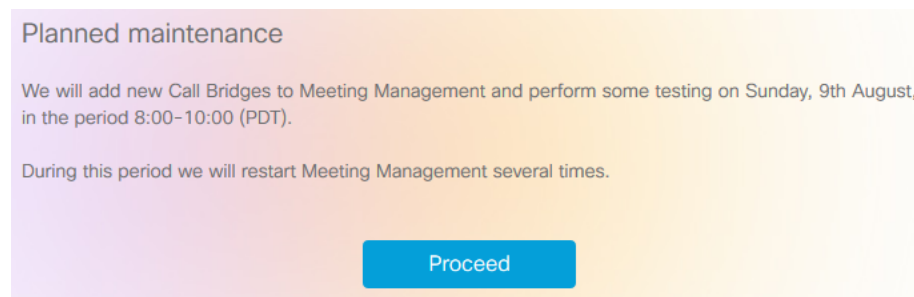 Planned maintenance
We will add new Call Bridges to Meeting Management and perform some testing on Sunday, 9th August,
in the period 8:00-10:00 (PDT).
During this period we will restart Meeting Management several times.
Proceed